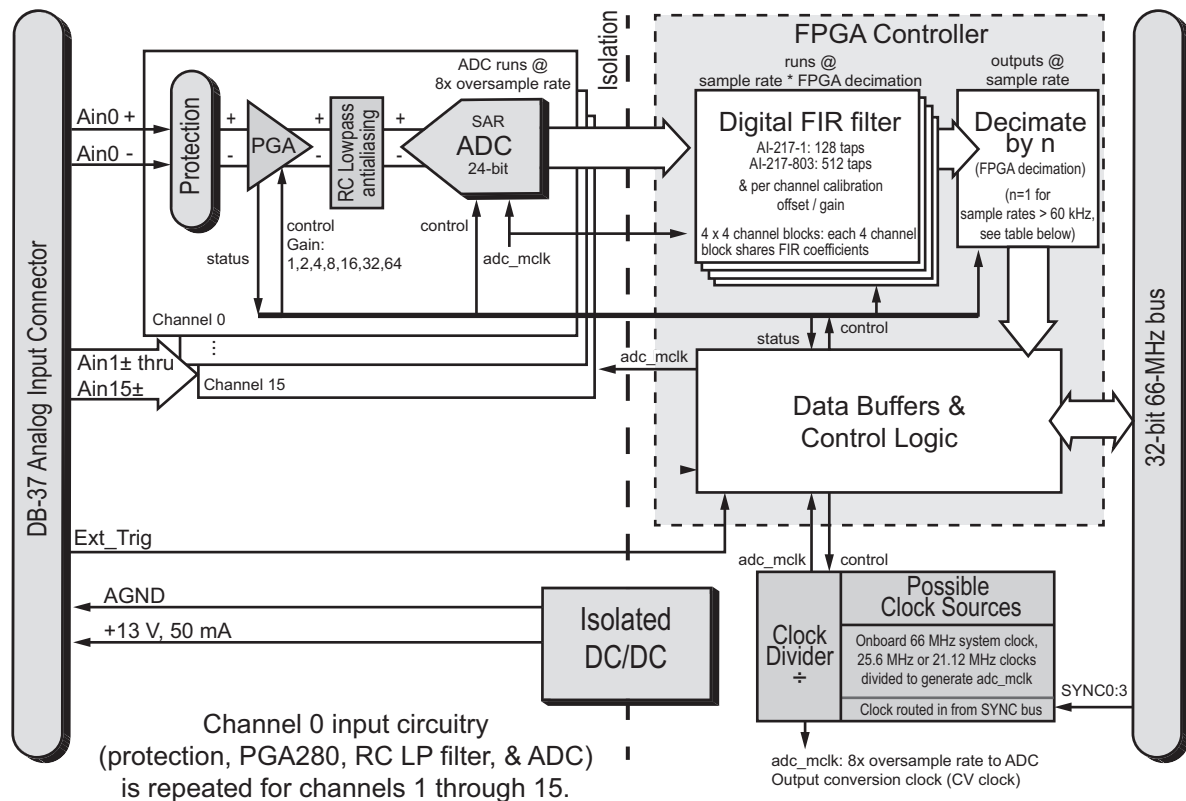 DB-37 Analog Input Connector
Ain0 +
Ain0 -
Protection
+
-
PGA
+
-
RC Lowpass
antialiasing
+
-
ADC runs @
8x oversample rate
SAR
ADC
24-bit
status
control
Gain:
1,2,4,8,16,32,64
control
adc_mclk
Channel 0
⋮
Channel 15
Ain1± thru
Ain15±
Isolation
FPGA Controller
runs @
sample rate * FPGA decimation
outputs @
sample rate
Digital FIR filter
AI-217-1: 128 taps
AI-217-803: 512 taps
& per channel calibration
offset / gain
4 x 4 channel blocks: each 4 channel
block shares FIR coefficients
Decimate
by n
(FPGA decimation)
(n=1 for
sample rates > 60 kHz,
see table below)
status
control
adc_mclk
Data Buffers &
Control Logic
32-bit 66-MHz bus
Ext_Trig
AGND
+13 V, 50 mA
Isolated
DC/DC
adc_mclk
control
Clock
Divider
÷
Possible
Clock Sources
Onboard 66 MHz system clock,
25.6 MHz or 21.12 MHz clocks
divided to generate adc_mclk
Clock routed in from SYNC bus
SYNC0:3
adc_mclk: 8x oversample rate to ADC
Output conversion clock (CV clock)
Channel 0 input circuitry
(protection, PGA280, RC LP filter, & ADC)
is repeated for channels 1 through 15.